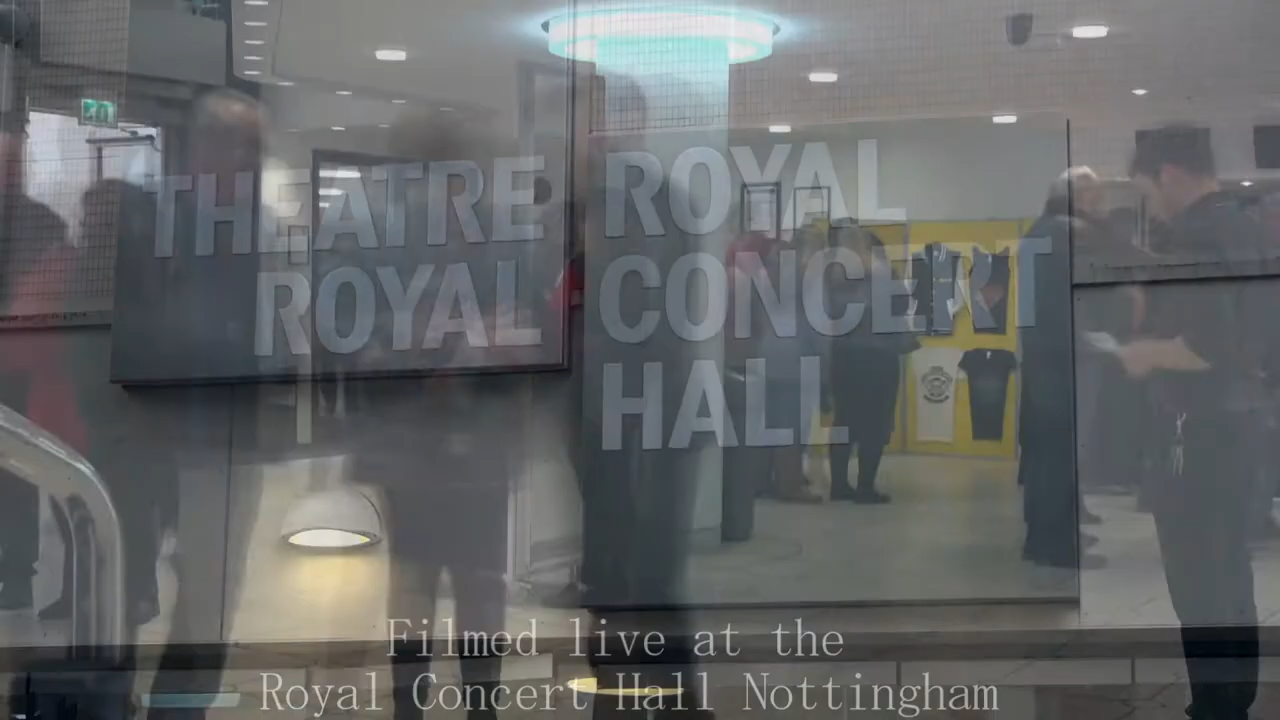 THEATRE
ROYAL
ROYAL
CONCERT
HALL
Filmed live at the
Royal Concert Hall Nottingham